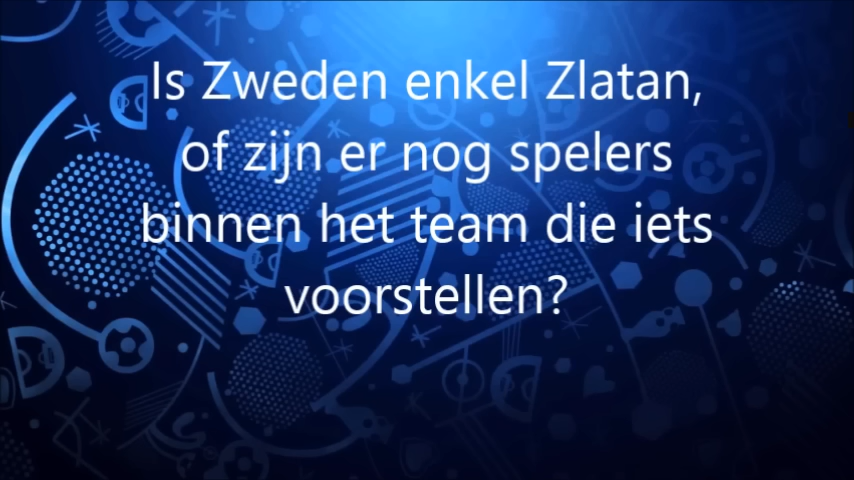 Is Zweden enkel Zlatan,
of zijn er nog spelers
binnen het team die iets
voorstellen?